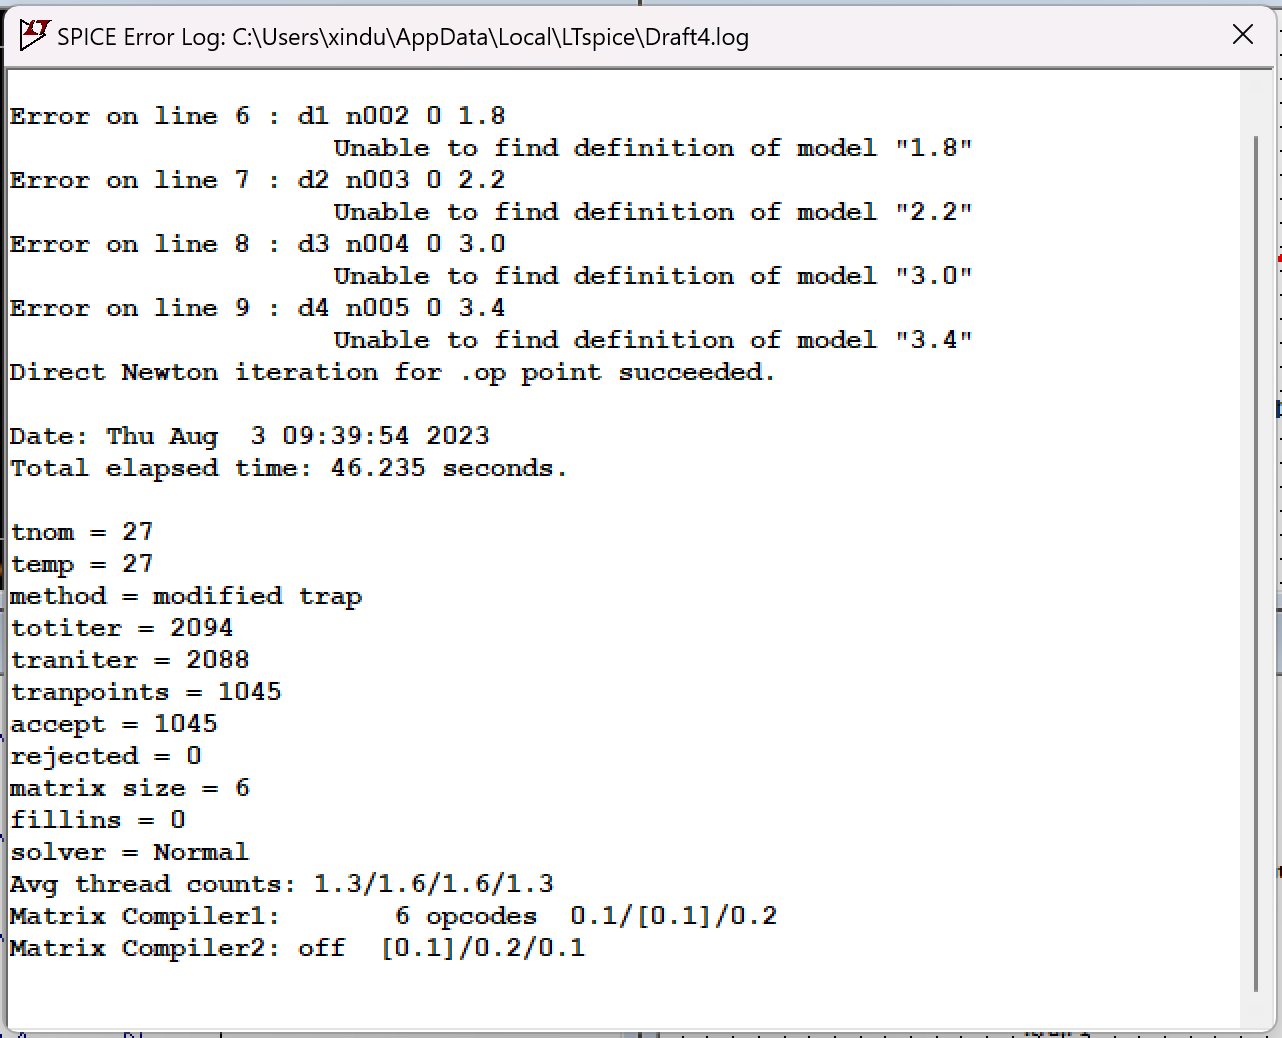 SPICE Error Log: C:\Users\xindu\AppData\Local\LTspice\Draft4.log
Error on line 6 : d1 n002 0 1.8
Unable to find definition of model "1.8"
Error on line 7 : d2 n003 0 2.2
Unable to find definition of model "2.2"
Error on line 8 : d3 n004 0 3.0
Unable to find definition of model "3.0"
Error on line 9 : d4 n005 0 3.4
Unable to find definition of model "3.4"
Direct Newton iteration for .op point succeeded.
Date: Thu Aug  3 09:39:54 2023
Total elapsed time: 46.235 seconds.
tnom = 27
temp = 27
method = modified trap
totiter = 2094
traniter = 2088
tranpoints = 1045
accept = 1045
rejected = 0
matrix size = 6
fillins = 0
solver = Normal
Avg thread counts: 1.3/1.6/1.6/1.3
Matrix Compiler1:       6 opcodes  0.1/[0.1]/0.2
Matrix Compiler2: off  [0.1]/0.2/0.1